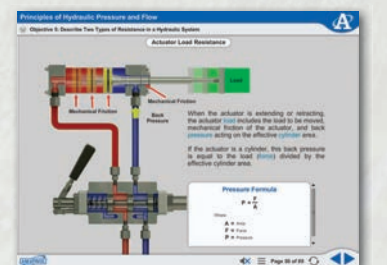 Principles of Hydraulic Pressure and Flow
Objective 5: Describe Two Types of Resistance in a Hydraulic System
Actuator Load Resistance
Load
Mechanical Friction
Mechanical Friction
Back
Pressure
When the actuator is extending or retracting,
the actuator load includes the load to be moved,
mechanical friction of the actuator, and back
pressure acting on the effective cylinder area.
If the actuator is a cylinder, this back pressure
is equal to the load (force) divided by the
effective cylinder area.
Pressure Formula
P = F
A
Where:
A = Area
F = Force
P = Pressure
A